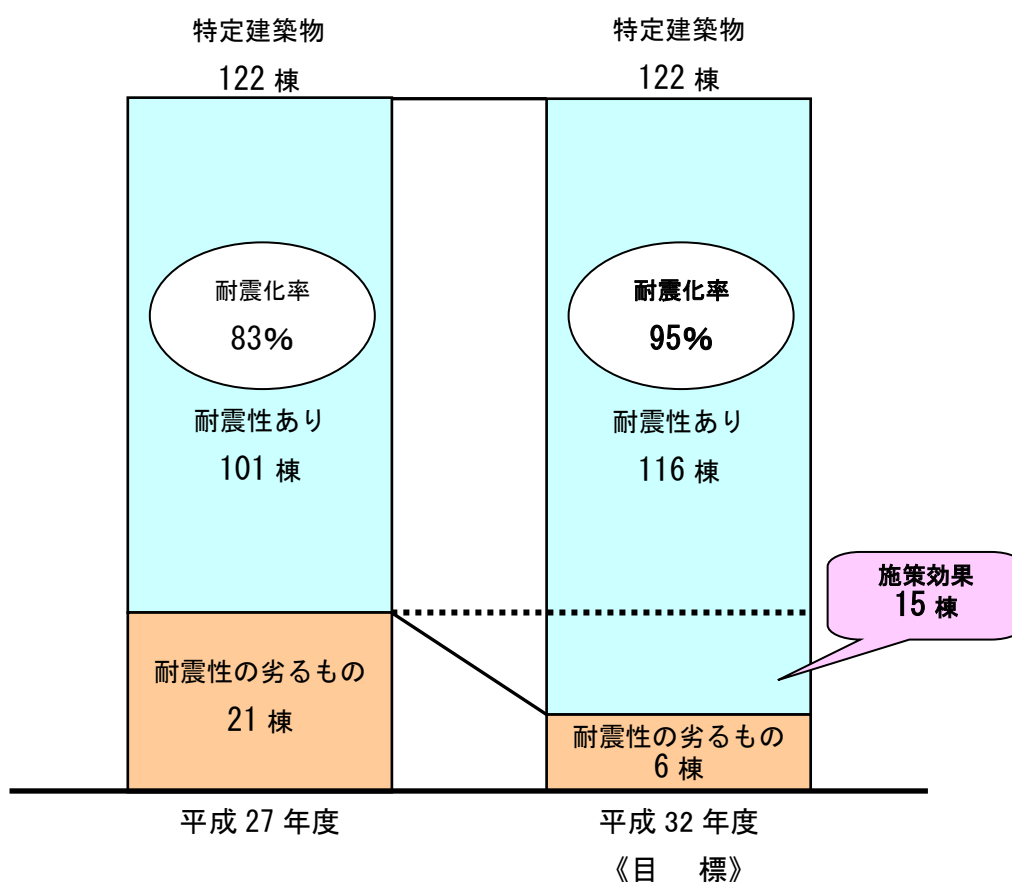 特定建築物
122 棟
耐震化率
83%
耐震性あり
101 棟
耐震性の劣るもの
21 棟
平成 27 年度
特定建築物
122 棟
耐震化率
95%
耐震性あり
116 棟
施策効果
15 棟
耐震性の劣るもの
6 棟
平成 32 年度
《目　標》